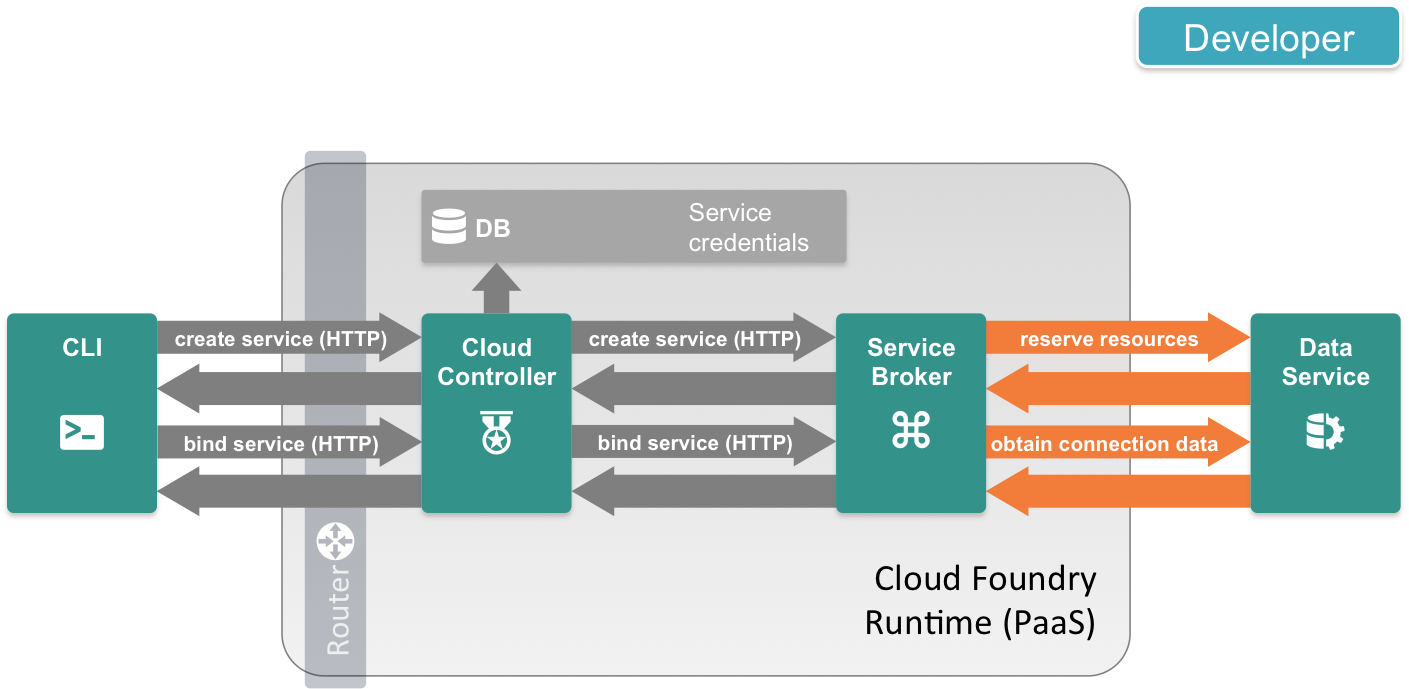 Developer
DB
Service
credentials
CLI
create service (HTTP)
Cloud
Controller
create service (HTTP)
Service
Broker
reserve resources
Data
Service
bind service (HTTP)
bind service (HTTP)
obtain connection data
Router
Cloud Foundry
Runtime (PaaS)